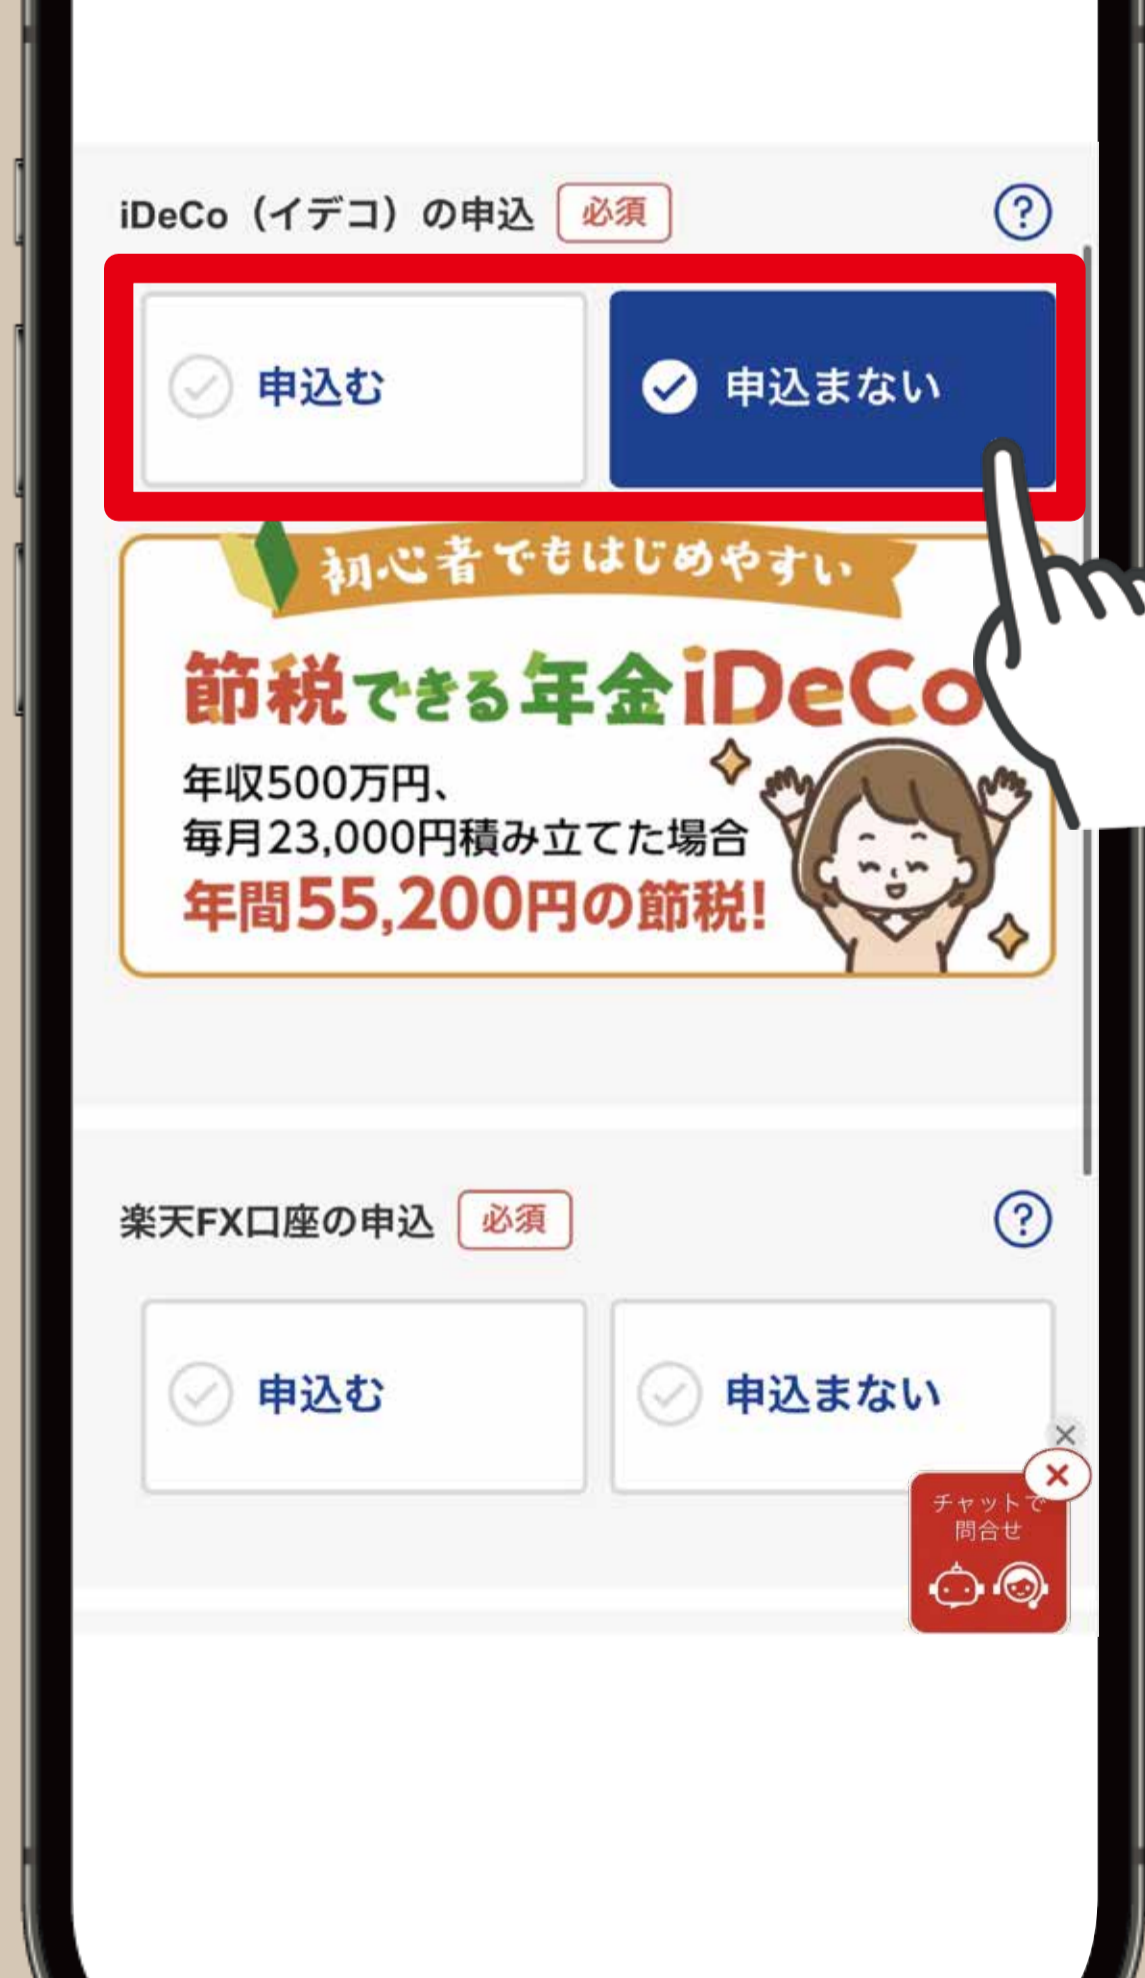 iDeCo（イデコ）の申込 必須
申込む 申込まない
初心者でもはじめやすい
節税できる年金iDeCo
年収500万円、
毎月23,000円積み立てた場合
年間55,200円の節税!
楽天FX口座の申込 必須
申込む 申込まない
チャットで
問合せ